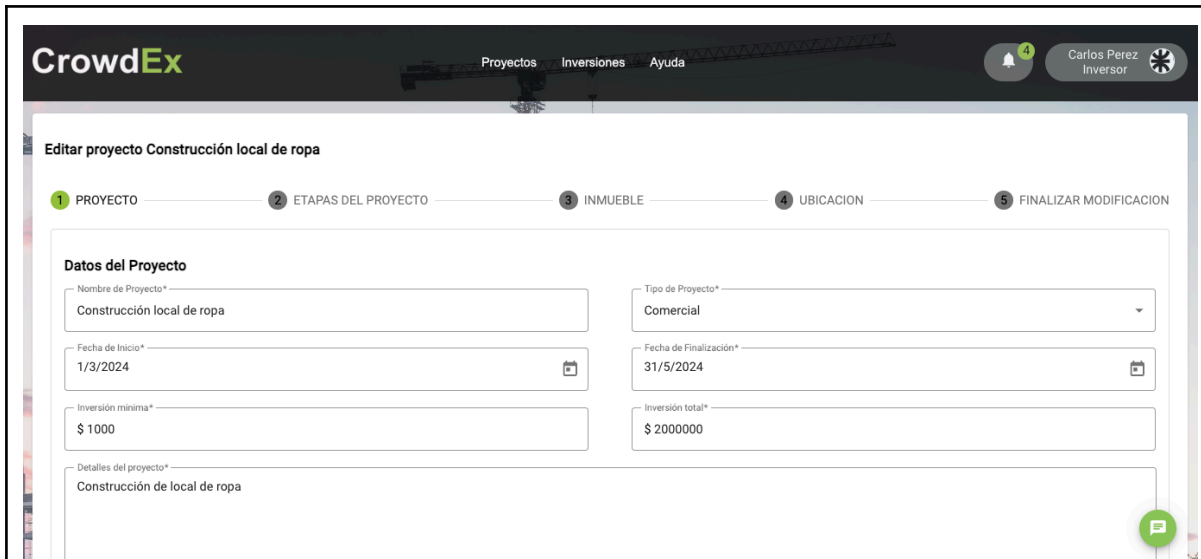 CrowdEx
Proyectos Inversiones Ayuda
4
Carlos Perez
Inversor
Editar proyecto Construcción local de ropa
1 PROYECTO 2 ETAPAS DEL PROYECTO 3 INMUEBLE 4 UBICACION 5 FINALIZAR MODIFICACION
Datos del Proyecto
Nombre de Proyecto*
Construcción local de ropa
Tipo de Proyecto*
Comercial
Fecha de Inicio*
1/3/2024
Fecha de Finalización*
31/5/2024
Inversión minima*
$ 1000
Inversión total*
$ 2000000
Detalles del proyecto*
Construcción de local de ropa